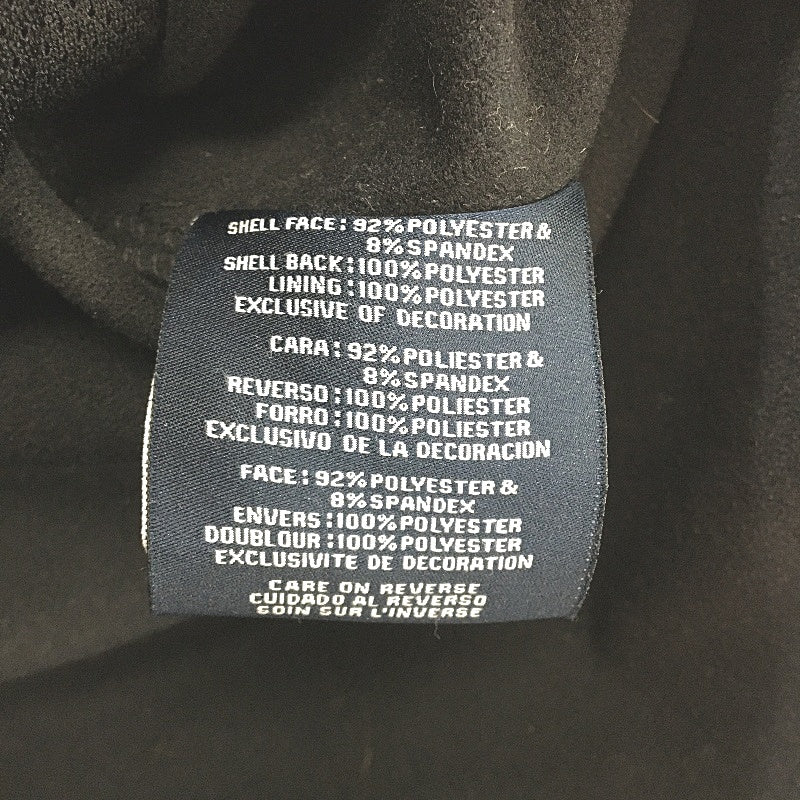 SHELL FACE: 92% POLYESTER &
8% SPANDEX
SHELL BACK: 100% POLYESTER
LINING: 100% POLYESTER
EXCLUSIVE OF DECORATION
CARA: 92% POLIESTER &
8% SPANDEX
REVERSO: 100% POLIESTER
FORRO: 100% POLIESTER
EXCLUSIVO DE LA DECORACION
FACE: 92% POLYESTER &
8% SPANDEX
ENVERS: 100% POLYESTER
DOUBLOUR: 100% POLYESTER
EXCLUSIVITE DE DECORATION
CARE ON REVERSE
CUIDADO AL REVERSO
SOIN SUR L'INVERSE